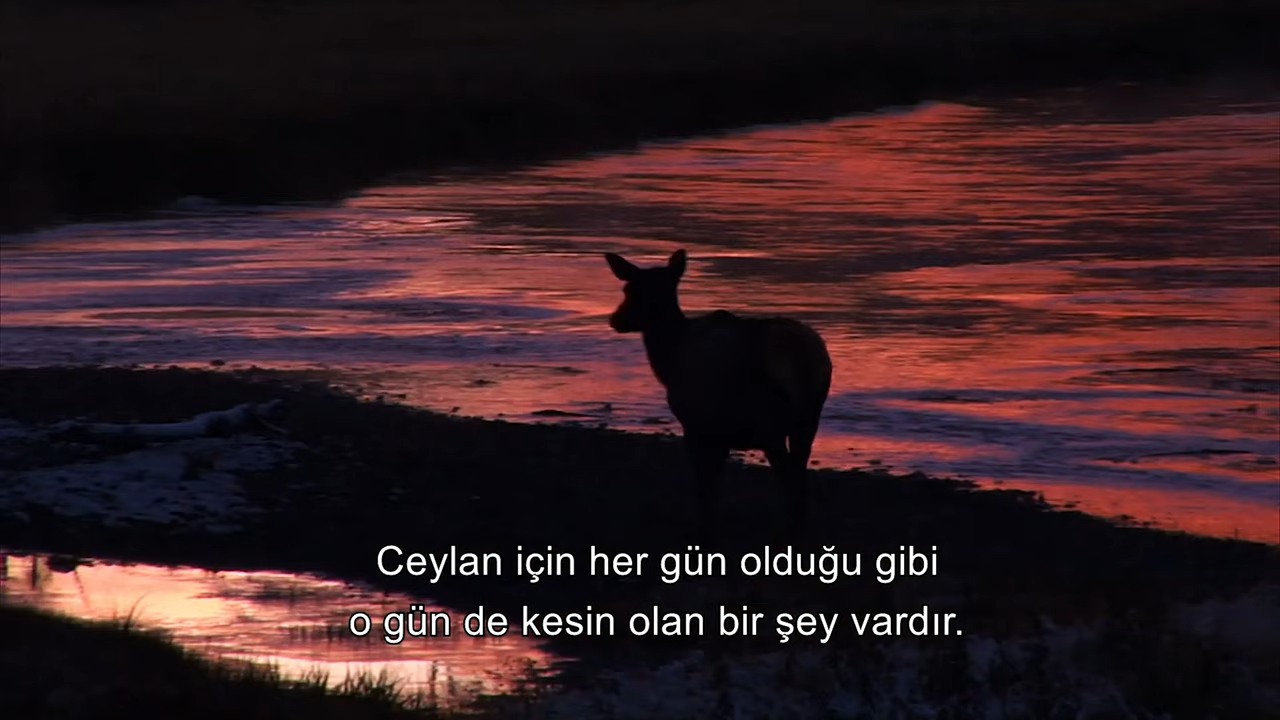 Ceylan için her gün olduğu gibi
o gün de kesin olan bir şey vardır.